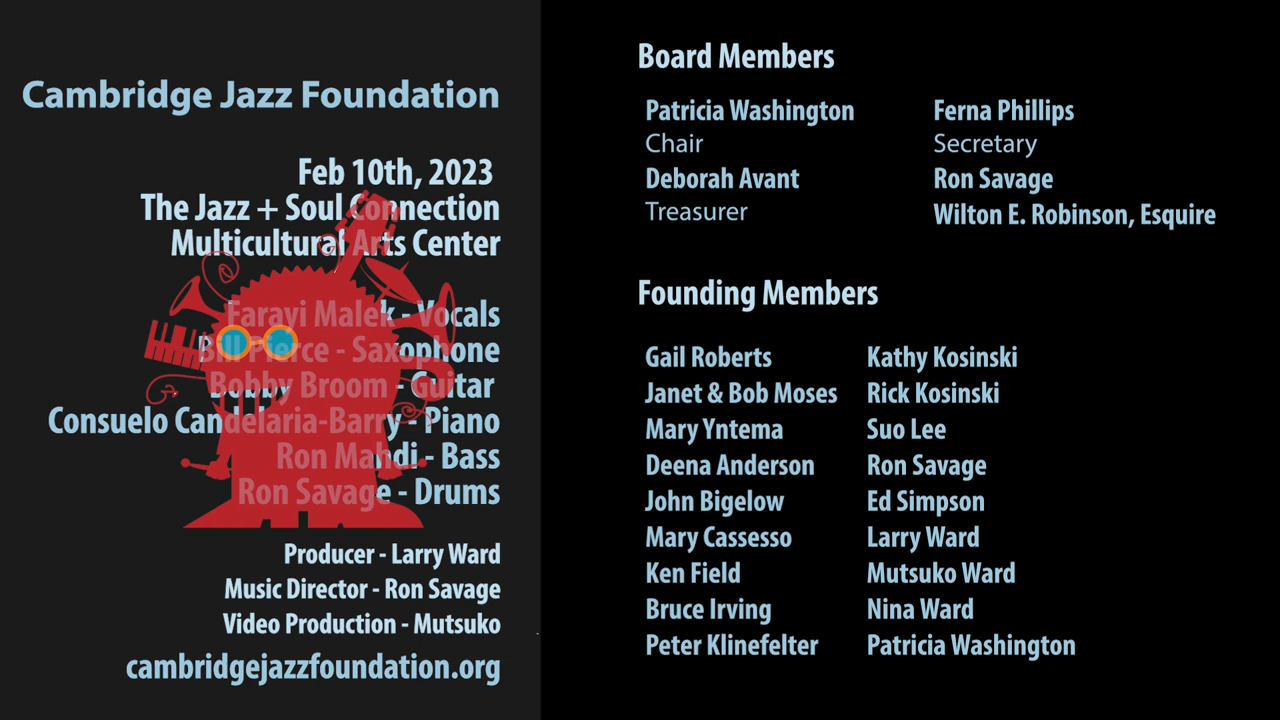 Cambridge Jazz Foundation
Feb 10th, 2023
The Jazz + Soul Connection
Multicultural Arts Center
Farayi Malek - Vocals
Bill Pierce - Saxophone
Bobby Broom - Guitar
Consuelo Candelaria-Barry - Piano
Ron Mahdi - Bass
Ron Savage - Drums
Producer - Larry Ward
Music Director - Ron Savage
Video Production - Mutsuko
cambridgejazzfoundation.org
Board Members
Patricia Washington
Chair
Deborah Avant
Treasurer
Ferna Phillips
Secretary
Ron Savage
Wilton E. Robinson, Esquire
Founding Members
Gail Roberts
Janet & Bob Moses
Mary Yntema
Deena Anderson
John Bigelow
Mary Cassesso
Ken Field
Bruce Irving
Peter Klinefelter
Kathy Kosinski
Rick Kosinski
Suo Lee
Ron Savage
Ed Simpson
Larry Ward
Mutsuko Ward
Nina Ward
Patricia Washington